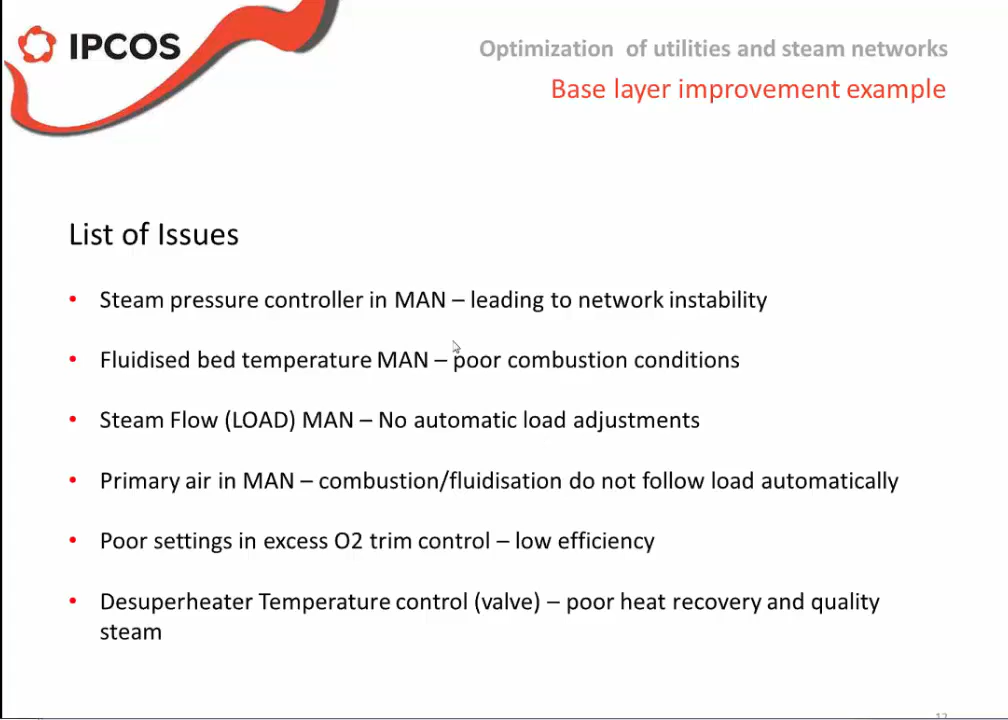 IPCOS
Optimization of utilities and steam networks
Base layer improvement example
List of Issues
• Steam pressure controller in MAN – leading to network instability
• Fluidised bed temperature MAN – poor combustion conditions
• Steam Flow (LOAD) MAN – No automatic load adjustments
• Primary air in MAN – combustion/fluidisation do not follow load automatically
• Poor settings in excess O2 trim control – low efficiency
• Desuperheater Temperature control (valve) – poor heat recovery and quality
steam